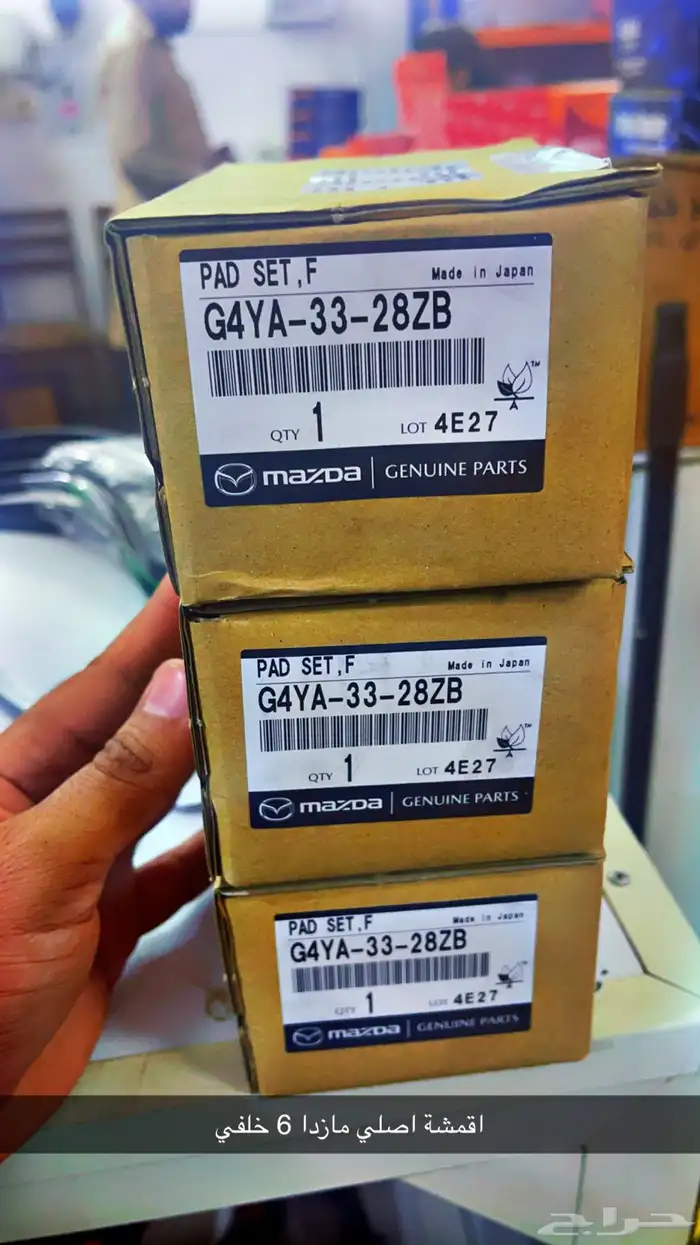 PAD SET,F Made in Japan
G4YA-33-28ZB
™
QTY 1 LOT 4E27
mazda GENUINE PARTS
PAD SET,F Made in Japan
G4YA-33-28ZB
™
QTY 1 LOT 4E27
mazda GENUINE PARTS
PAD SET,F Made in Japan
G4YA-33-28ZB
QTY 1 LOT 4E27
mazda GENUINE PARTS
اقمشة اصلي مازدا 6 خلفي
حراج